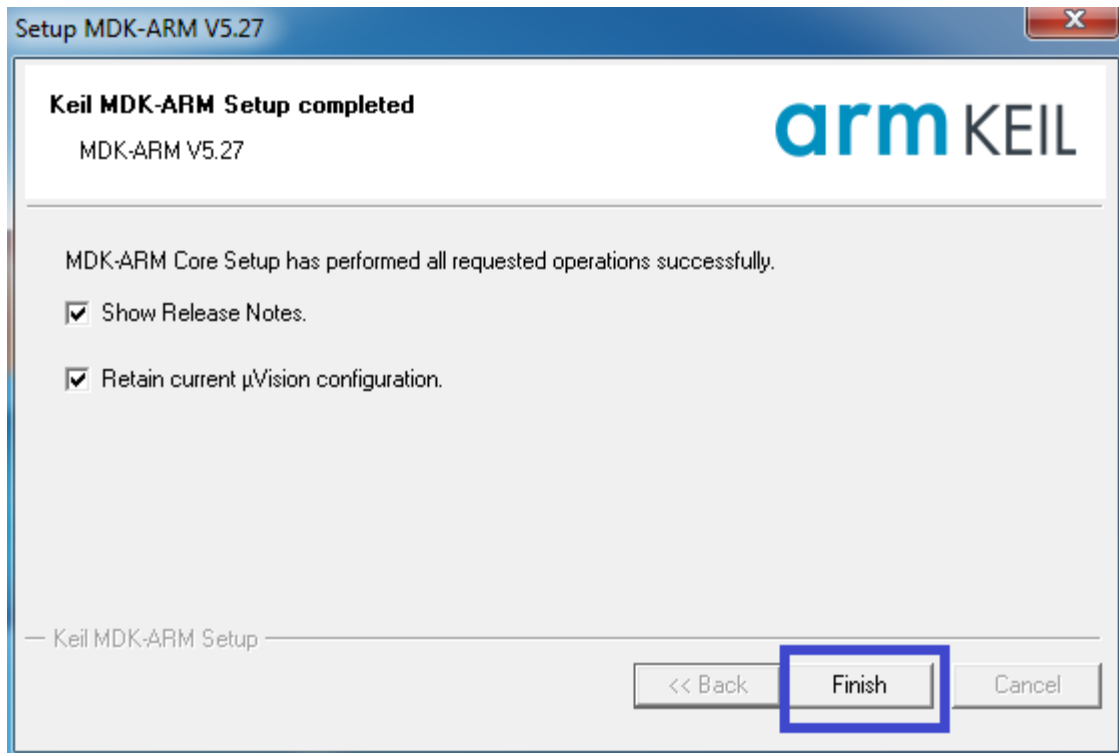 Setup MDK-ARM V5.27
Keil MDK-ARM Setup completed
MDK-ARM V5.27
arm KEIL
MDK-ARM Core Setup has performed all requested operations successfully.
Show Release Notes.
Retain current µVision configuration.
Keil MDK-ARM Setup
<< Back
Finish
Cancel